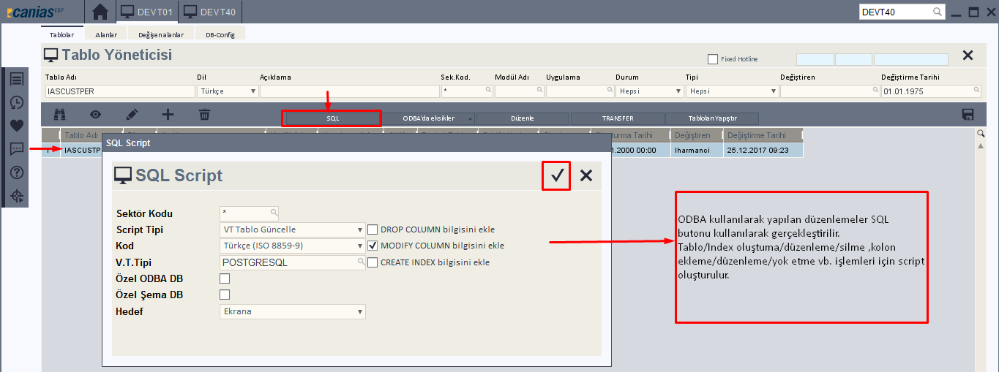 canias ERP
DEVT01
DEVT40
DEVT40
Tablolar
Alanlar
Değişen alanlar
DB-Config
Tablo Yöneticisi
Fixed Hotline
Tablo Adı
Dil
Açıklama
Sek.Kod.
Modül Adı
Uygulama
Durum
Tipi
Değiştiren
Değiştirme Tarihi
IASCUSTPER
Türkçe
*
Hepsi
Hepsi
01.01.1975
SQL
ODBA'da eksikler
Düzenle
TRANSFER
Tabloları Yapıştır
Tablo Adı
Tarihi
Değiştiren
Değiştirme Tarihi
IASCUSTP
.2000 00:00
lharmanci
25.12.2017 09:23
SQL Script
SQL Script
Sektör Kodu
*
Script Tipi
VT Tablo Güncelle
DROP COLUMN bilgisini ekle
Kod
Türkçe (ISO 8859-9)
MODIFY COLUMN bilgisini ekle
V.T.Tipi
POSTGRESQL
CREATE INDEX bilgisini ekle
Özel ODBA DB
Özel Şema DB
Hedef
Ekrana
ODBA kullanılarak yapılan düzenlemeler SQL
butonu kullanılarak gerçekleştirilir.
Tablo/Index oluştuma/düzenleme/silme ,kolon
ekleme/düzenleme/yok etme vb. işlemleri için script
oluşturulur.